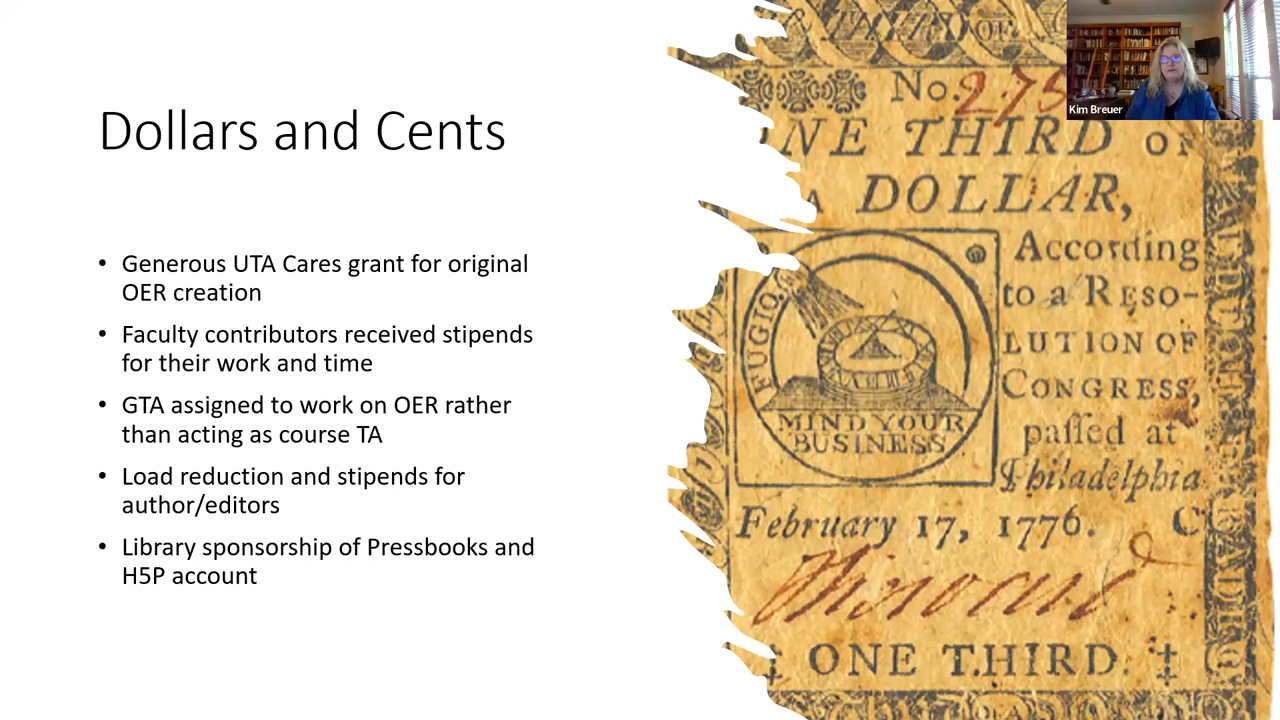 Dollars and Cents
• Generous UTA Cares grant for original
OER creation
• Faculty contributors received stipends
for their work and time
• GTA assigned to work on OER rather
than acting as course TA
• Load reduction and stipends for
author/editors
• Library sponsorship of Pressbooks and
H5P account
No. 275
NE THIRD OF
A DOLLAR,
FUGIO
MIND YOUR
BUSINESS
According
to a RESO-
LUTION OF
CONGRESS,
paſſed at
Philadelphia
February 17, 1776. C
ONE THIRD. ‡
Kim Breuer